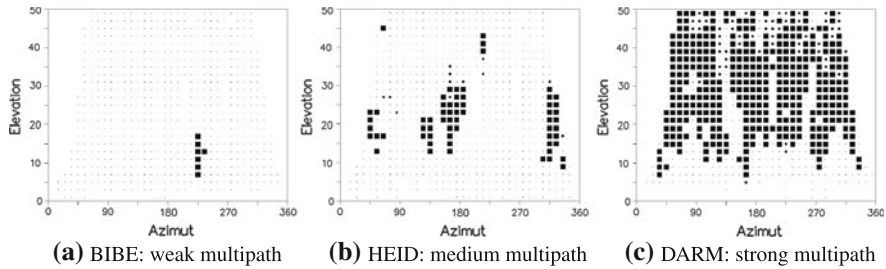 50
40
30
20
10
0
Elevation
0 90 180 270 360
Azimut
(a) BIBE: weak multipath
50
40
30
20
10
0
Elevation
0 90 180 270 360
Azimut
(b) HEID: medium multipath
50
40
30
20
10
0
Elevation
0 90 180 270 360
Azimut
(c) DARM: strong multipath